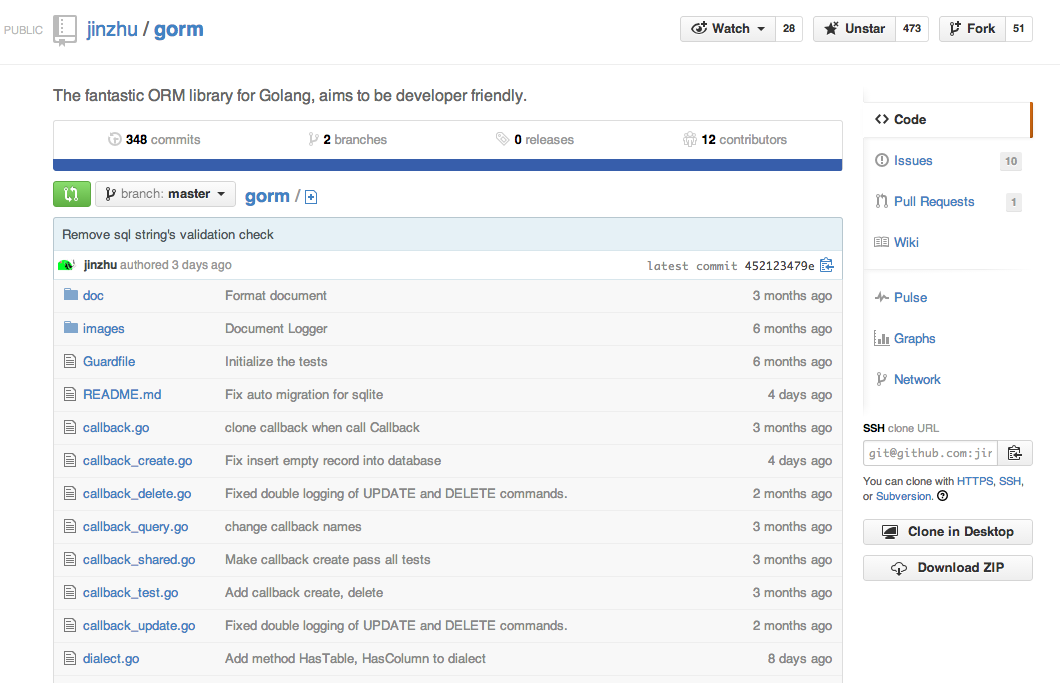 PUBLIC jinzhu / gorm Watch 28 Unstar 473 Fork 51
The fantastic ORM library for Golang, aims to be developer friendly.
348 commits 2 branches 0 releases 12 contributors
branch: master gorm /
Remove sql string's validation check
jinzhu authored 3 days ago latest commit 452123479e
doc Format document 3 months ago
images Document Logger 6 months ago
Guardfile Initialize the tests 6 months ago
README.md Fix auto migration for sqlite 4 days ago
callback.go clone callback when call Callback 3 months ago
callback_create.go Fix insert empty record into database 4 days ago
callback_delete.go Fixed double logging of UPDATE and DELETE commands. 2 months ago
callback_query.go change callback names 3 months ago
callback_shared.go Make callback create pass all tests 3 months ago
callback_test.go Add callback create, delete 3 months ago
callback_update.go Fixed double logging of UPDATE and DELETE commands. 2 months ago
dialect.go Add method HasTable, HasColumn to dialect 8 days ago
Code
Issues 10
Pull Requests 1
Wiki
Pulse
Graphs
Network
SSH clone URL
git@github.com:jir
You can clone with HTTPS, SSH,
or Subversion.
Clone in Desktop
Download ZIP